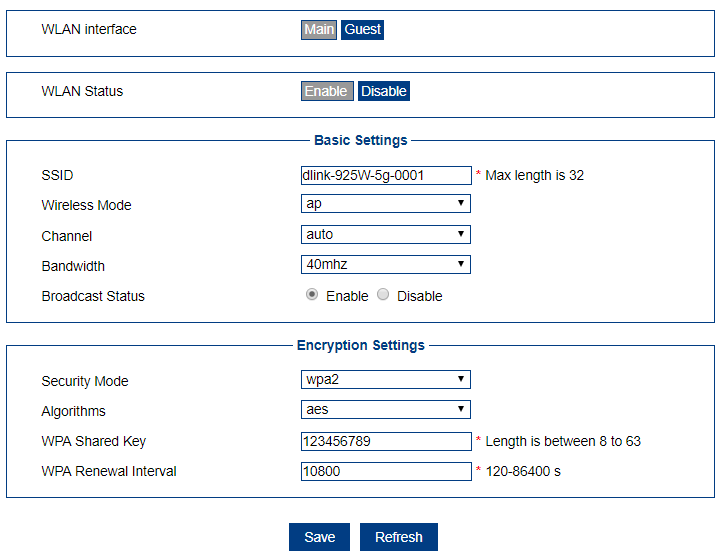 WLAN interface Main Guest
WLAN Status Enable Disable
Basic Settings
SSID dlink-925W-5g-0001 * Max length is 32
Wireless Mode ap
Channel auto
Bandwidth 40mhz
Broadcast Status Enable Disable
Encryption Settings
Security Mode wpa2
Algorithms aes
WPA Shared Key 123456789 * Length is between 8 to 63
WPA Renewal Interval 10800 * 120-86400 s
Save Refresh